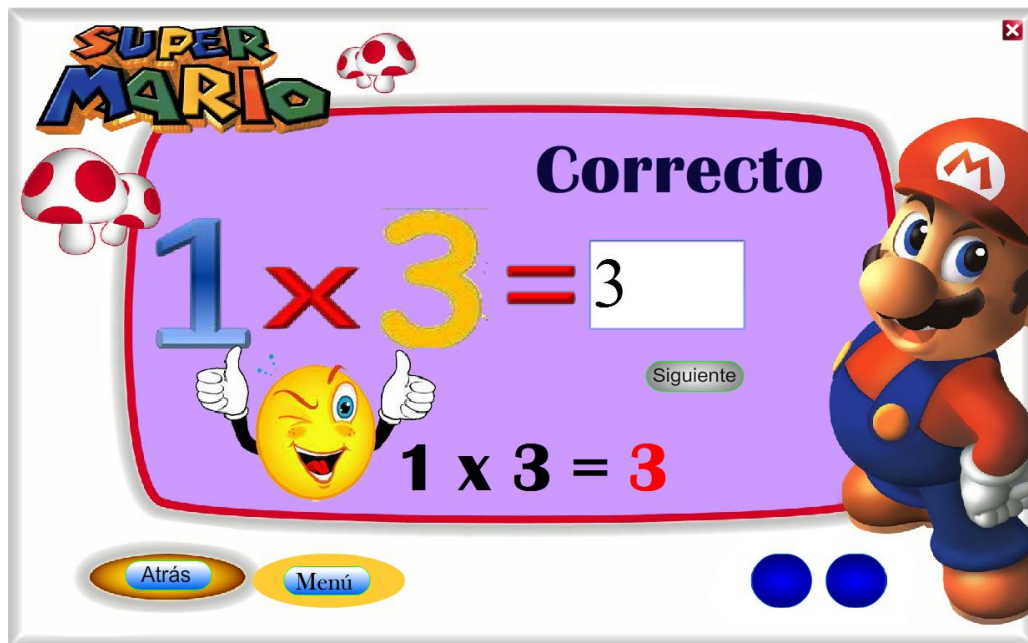 SUPER
MARIO
M
Correcto
1 x 3 = 3
Siguiente
1 x 3 = 3
Atrás
Menú